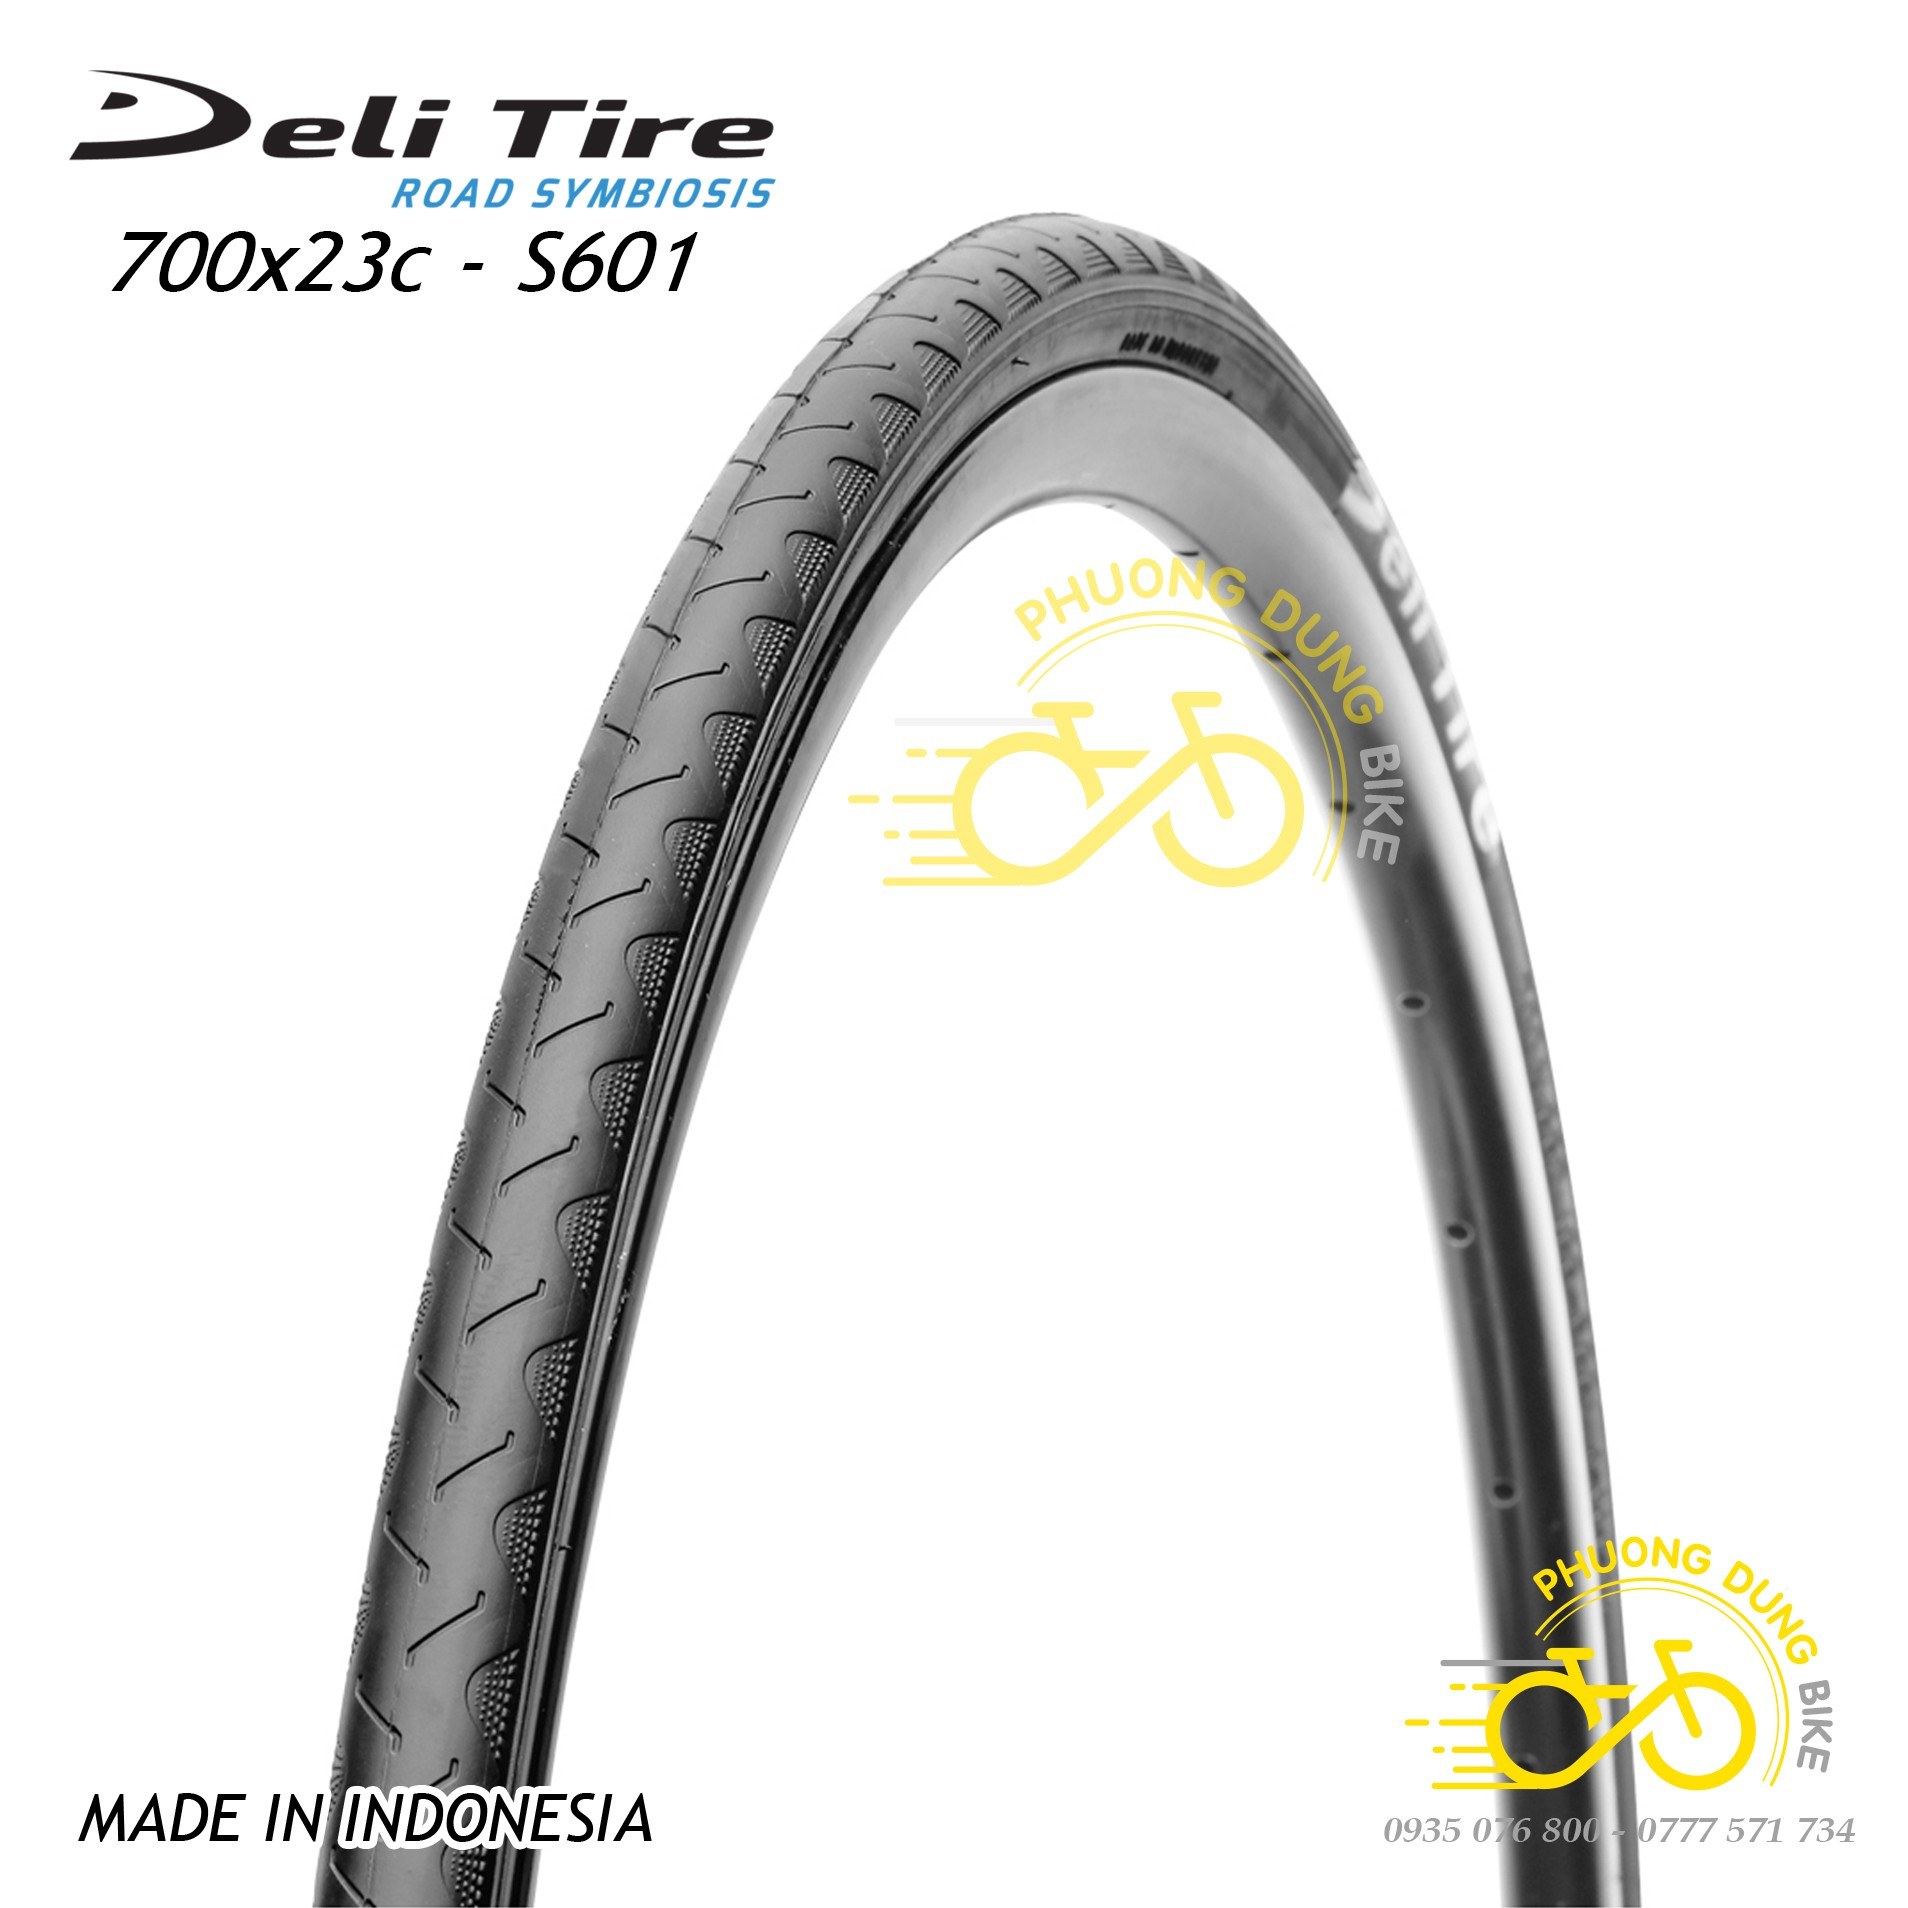 Deli Tire
ROAD SYMBIOSIS
700x23c - S601
Deli Tire
PHUONG DUNG BIKE
PHUONG DUNG BIKE
MADE IN INDONESIA
0935 076 800 - 0777 571 734